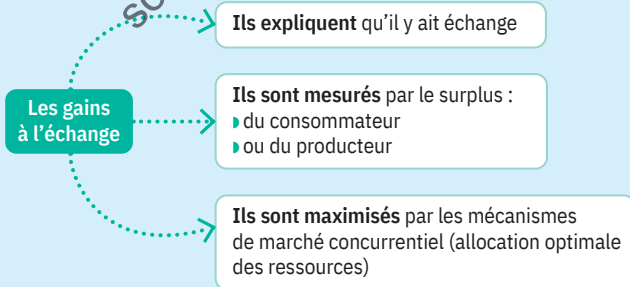 Ils expliquent qu’il y ait échange
Les gains
à l’échange
Ils sont mesurés par le surplus :
du consommateur
ou du producteur
Ils sont maximisés par les mécanismes
de marché concurrentiel (allocation optimale
des ressources)